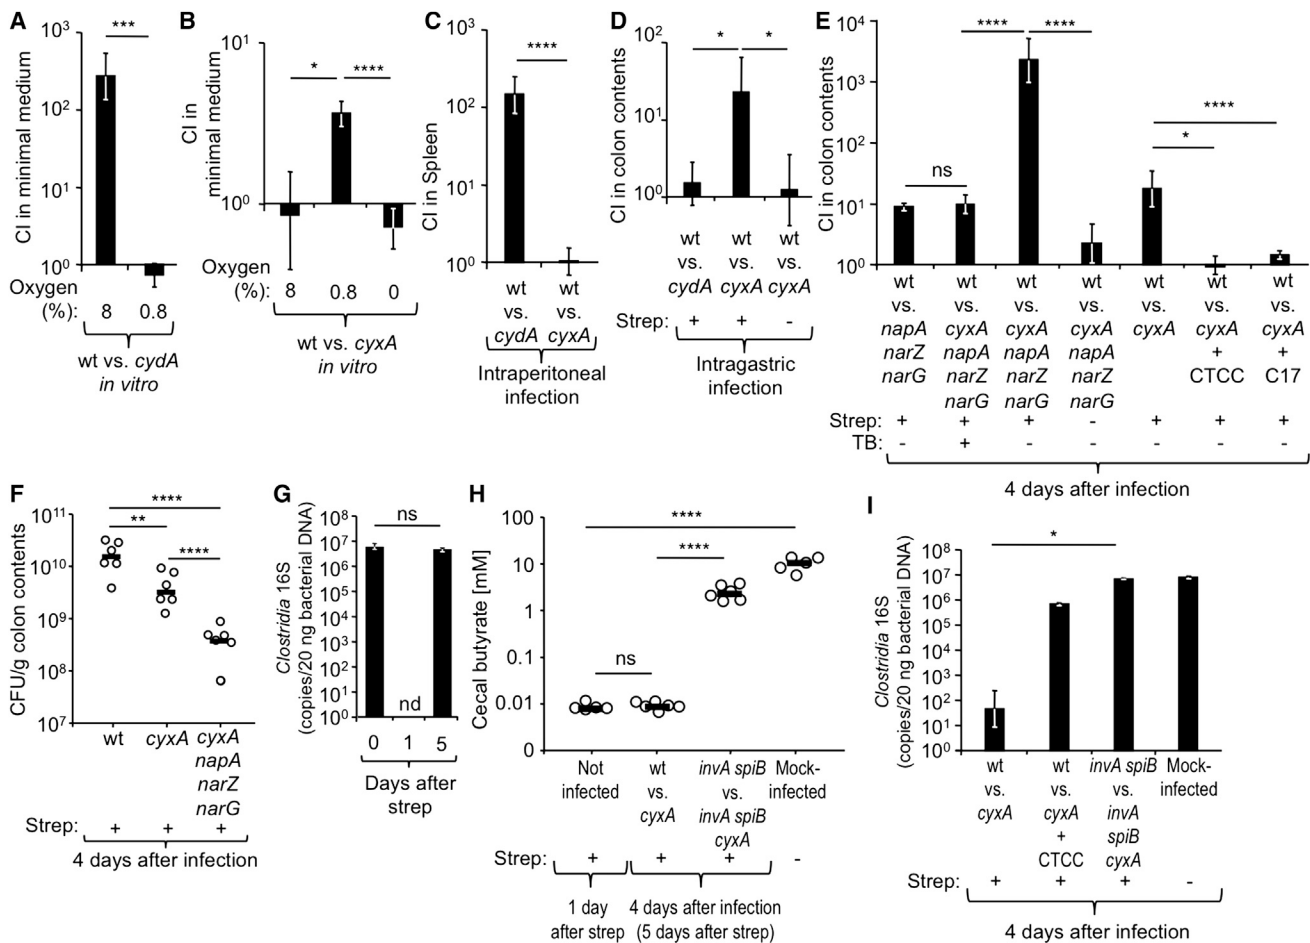 A
CI in minimal medium
10³
10²
10¹
10⁰
***
Oxygen
(%): 8 0.8
wt vs. cydA
in vitro
B
CI in
minimal medium
10¹
10⁰
* ****
Oxygen
(%): 8 0.8 0
wt vs. cyxA
in vitro
C
CI in Spleen
10³
10²
10¹
10⁰
****
wt wt
vs. vs.
cydA cyxA
Intraperitoneal
infection
D
CI in colon contents
10²
10¹
10⁰
* *
wt wt wt
vs. vs. vs.
cydA cyxA cyxA
Strep: + + -
Intragastric
infection
E
CI in colon contents
10⁴
10³
10²
10¹
10⁰
**** ****
****
*
ns
wt wt wt wt wt wt wt
vs. vs. vs. vs. vs. vs. vs.
napA cyxA cyxA cyxA cyxA cyxA cyxA
narZ napA napA napA + +
narG narZ narZ narZ CTCC C17
narG narG narG
Strep: + + + - + + +
TB: - + - - - - -
4 days after infection
F
CFU/g colon contents
10¹¹
10¹⁰
10⁹
10⁸
10⁷
****
**
****
wt cyxA cyxA
napA
narZ
narG
Strep: + + +
4 days after infection
G
Clostridia 16S
(copies/20 ng bacterial DNA)
10⁸
10⁷
10⁶
10⁵
10⁴
10³
10²
10¹
10⁰
ns
nd
0 1 5
Days after
strep
H
Cecal butyrate [mM]
100
10
1
0.1
0.01
0
****
****
ns
Not wt invA spiB Mock-
infected vs. vs. infected
cyxA invA spiB
cyxA
Strep: + + + -
1 day 4 days after infection
after strep (5 days after strep)
I
Clostridia 16S
(copies/20 ng bacterial DNA)
10⁸
10⁷
10⁶
10⁵
10⁴
10³
10²
10¹
10⁰
*
wt wt invA spiB Mock-
vs. vs. vs. infected
cyxA cyxA invA
+ spiB
CTCC cyxA
Strep: + + + -
4 days after infection